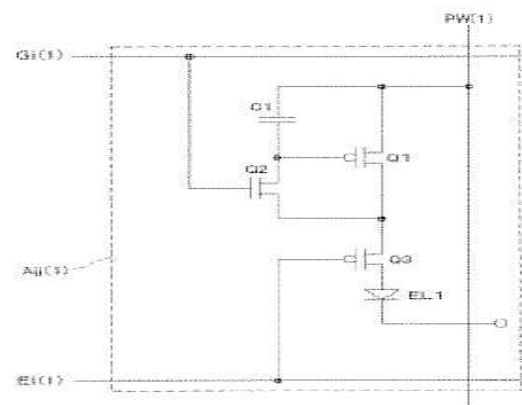 PW(1)
Gi(1)
C1
Q1
Q2
Aij(1)
Q3
EL1
Ei(1)